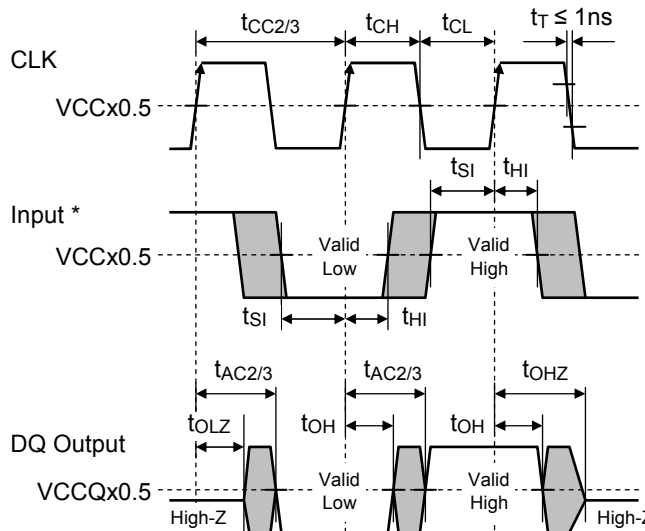 tCC2/3 tCH tCL tT ≤ 1ns
CLK
VCCx0.5
tSI tHI
Input *
VCCx0.5
Valid Low
Valid High
tSI tHI
tAC2/3 tAC2/3 tOHZ
tOLZ tOH tOH
DQ Output
VCCQx0.5
Valid Low
Valid High
High-Z High-Z